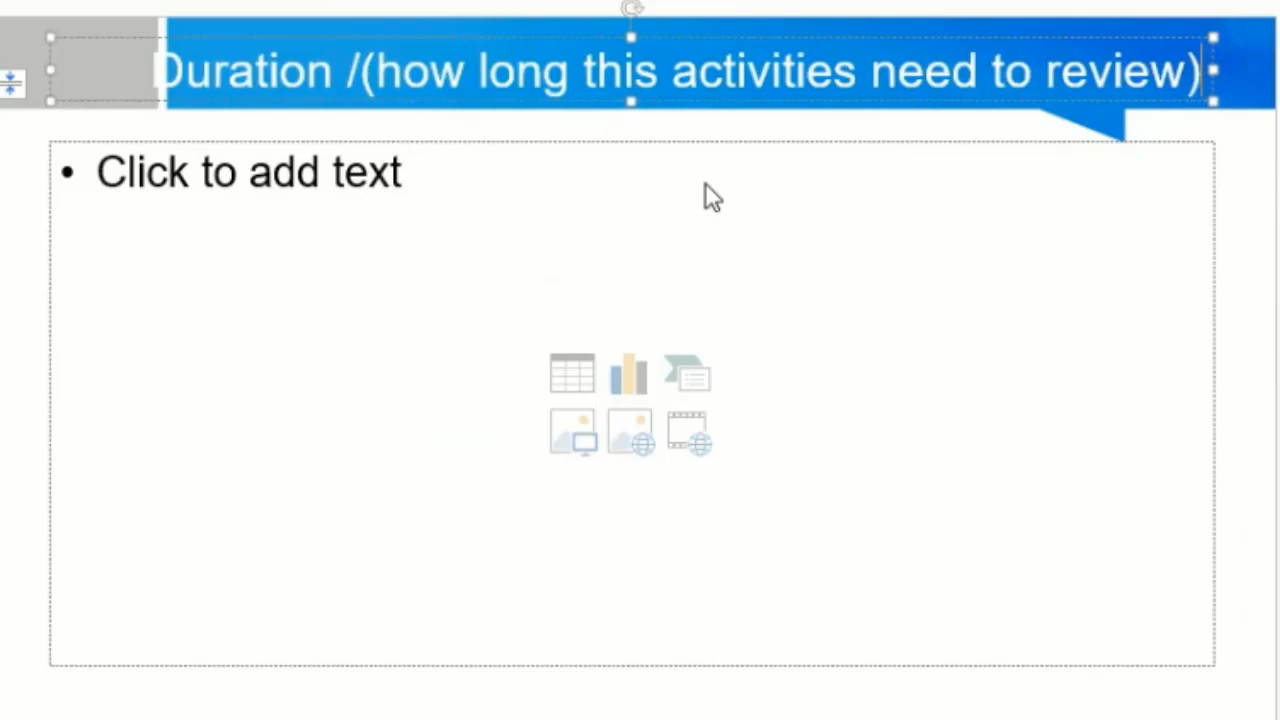 Duration /(how long this activities need to review)
• Click to add text